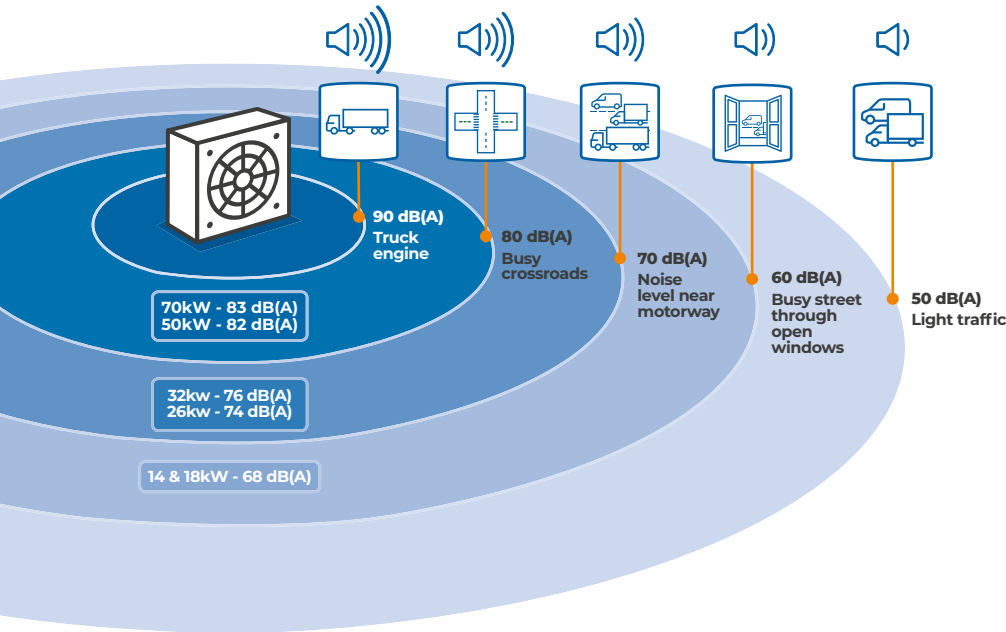 90 dB(A)
Truck
engine
80 dB(A)
Busy
crossroads
70 dB(A)
Noise
level near
motorway
60 dB(A)
Busy street
through
open
windows
50 dB(A)
Light traffic
70kW - 83 dB(A)
50kW - 82 dB(A)
32kw - 76 dB(A)
26kw - 74 dB(A)
14 & 18kW - 68 dB(A)